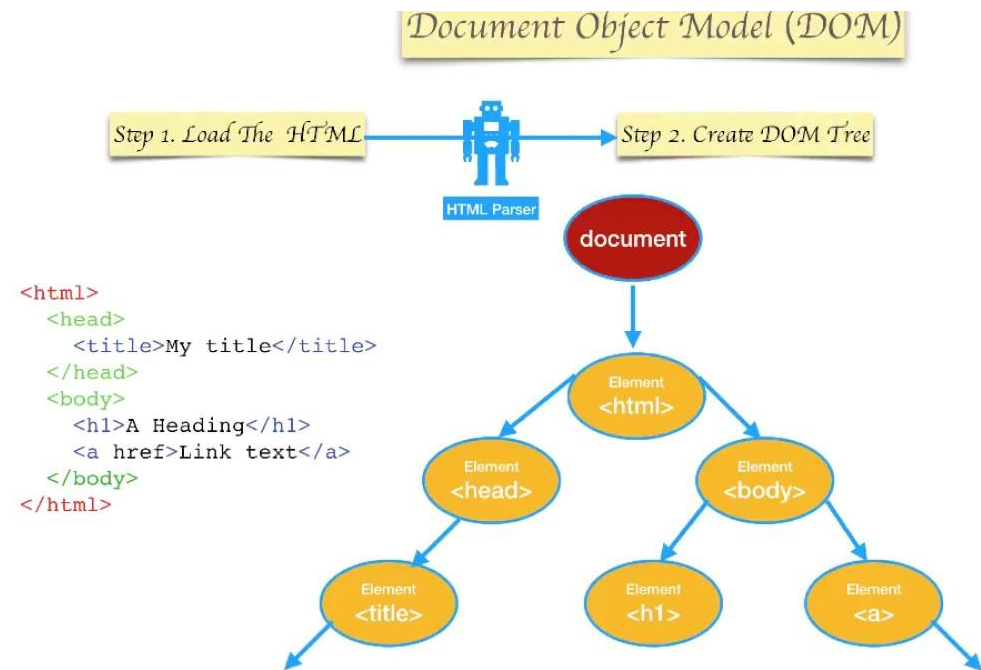 Document Object Model (DOM)
Step 1. Load The HTML
Step 2. Create DOM Tree
HTML Parser
document
<html>
<head>
<title>My title</title>
</head>
<body>
<h1>A Heading</h1>
<a href>Link text</a>
</body>
</html>
Element
<html>
Element
<head>
Element
<body>
Element
<title>
Element
<h1>
Element
<a>